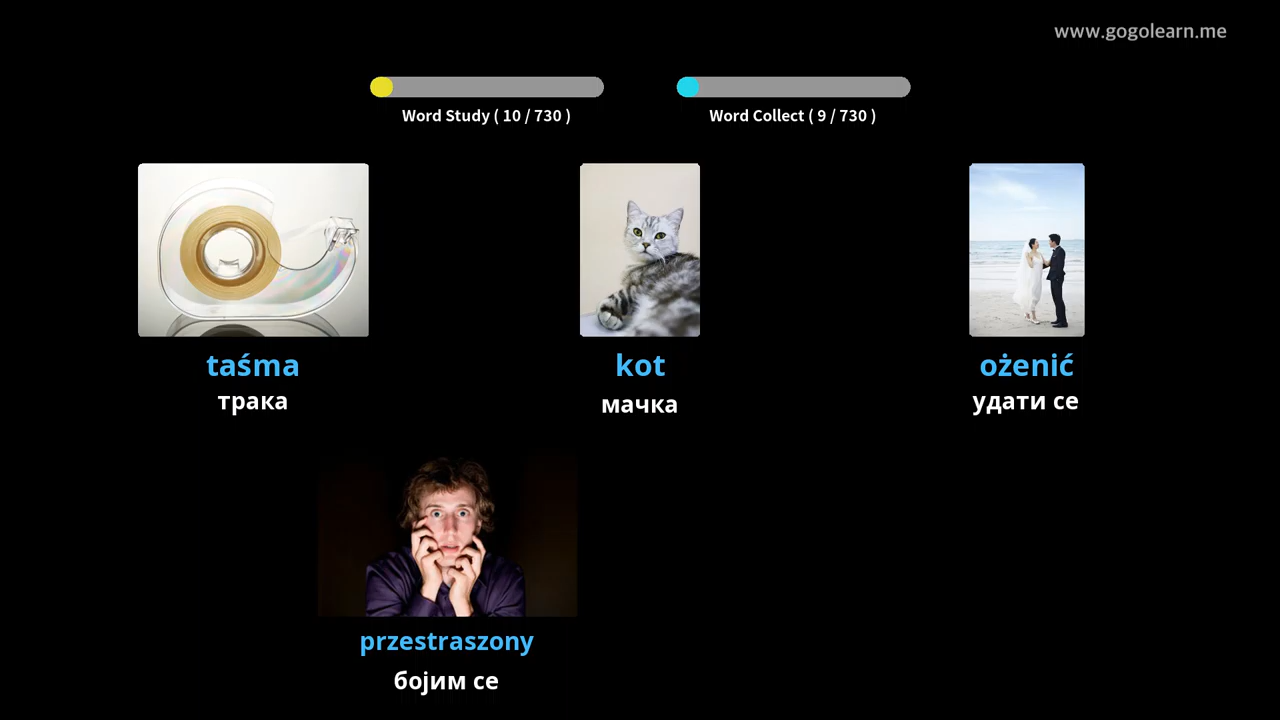 www.gogolearn.me
Word Study ( 10 / 730 )
Word Collect ( 9 / 730 )
taśma
трака
kot
мачка
ożenić
удати се
przestraszony
бојим се